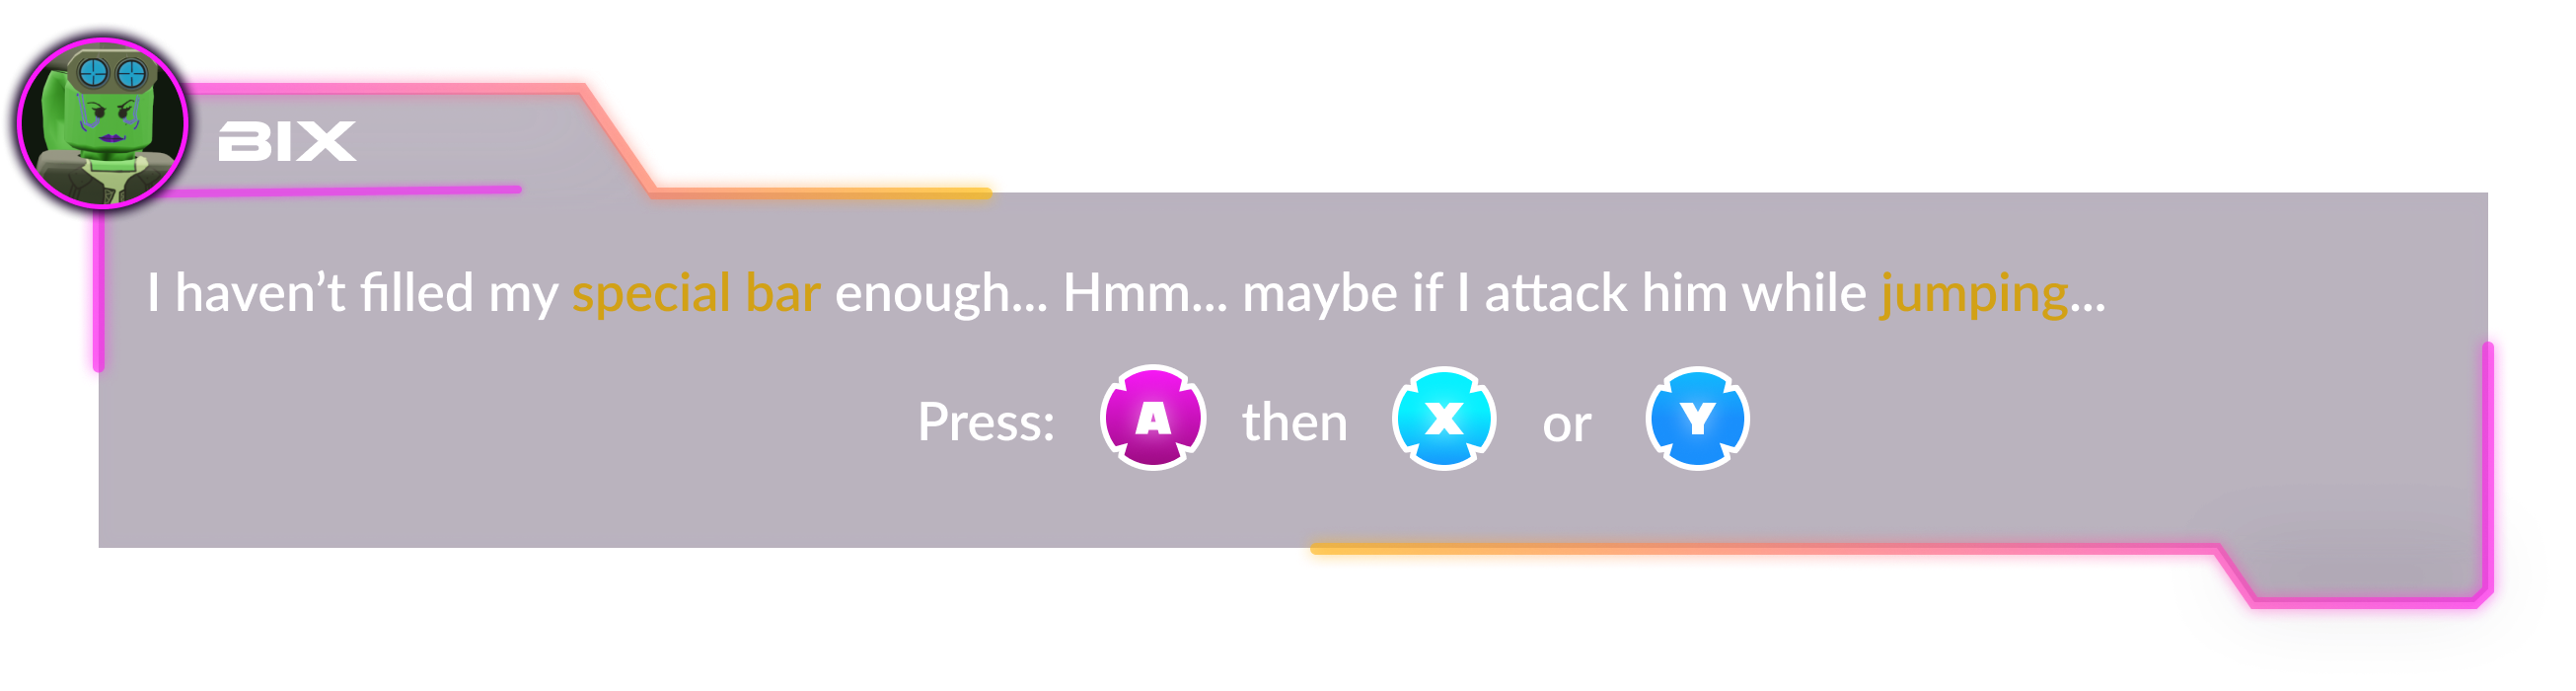 BIX
I haven’t filled my special bar enough... Hmm... maybe if I attack him while jumping...
Press: A then X or Y